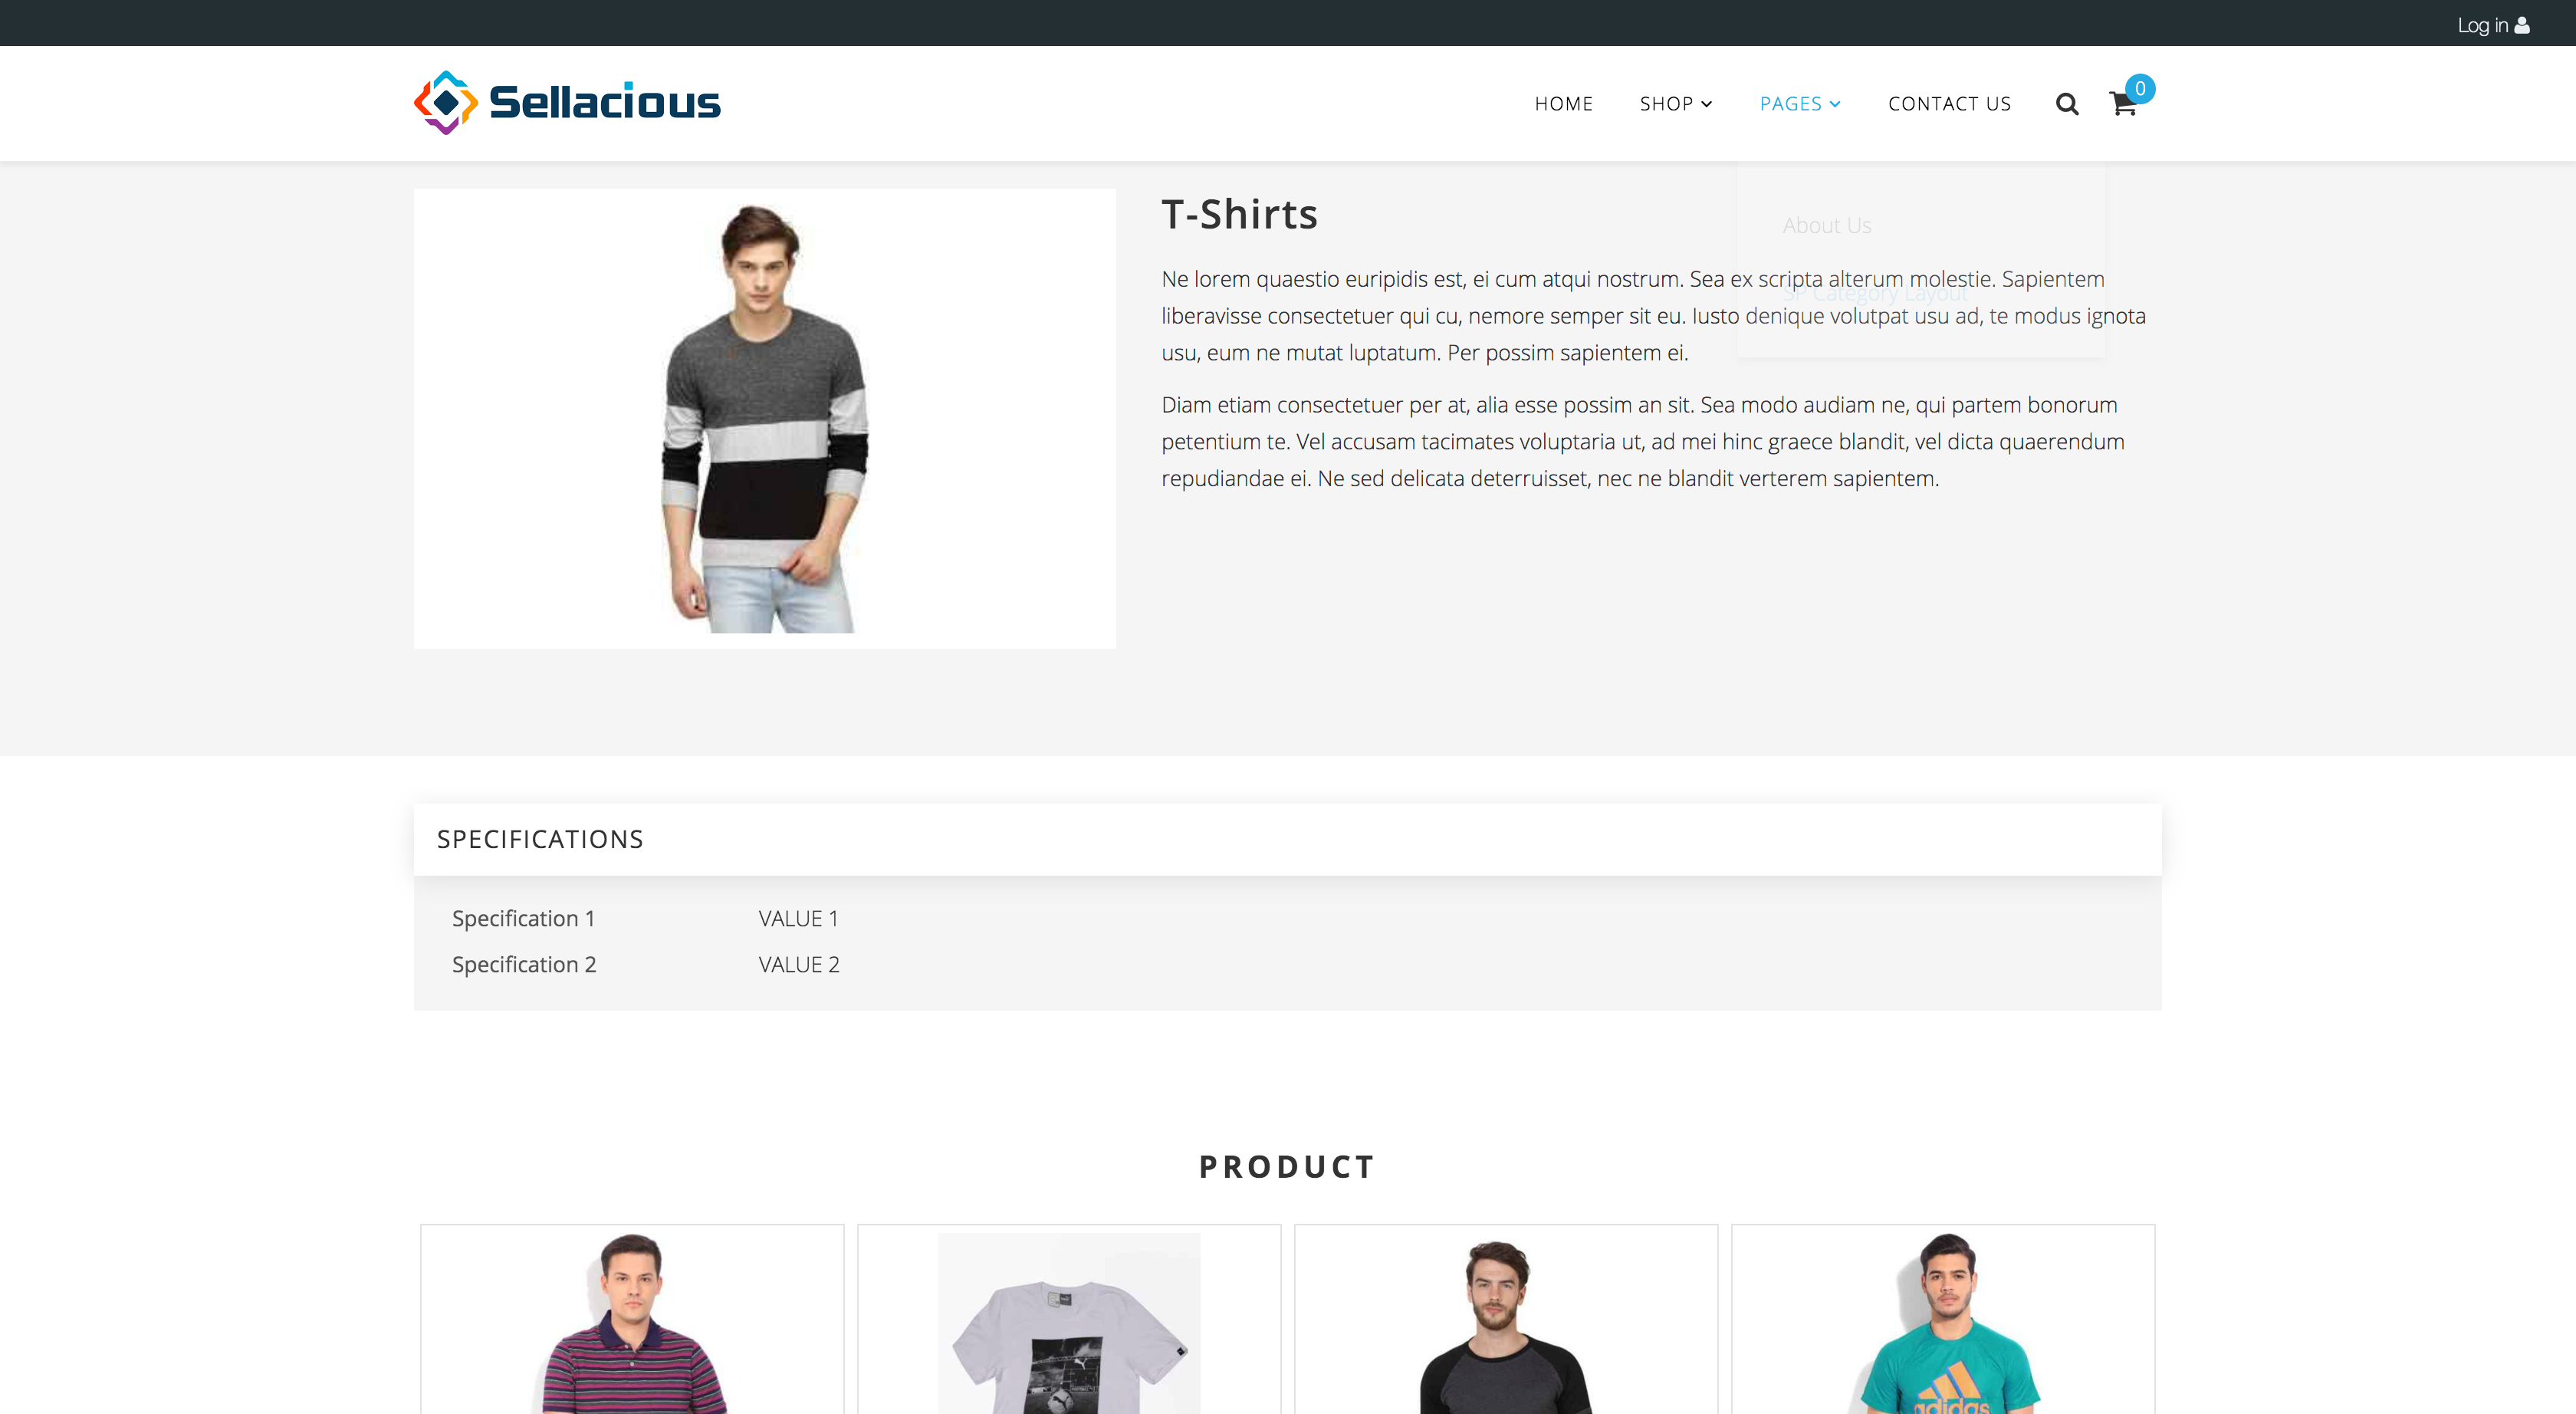 Log in
Sellacious
HOME
SHOP
PAGES
CONTACT US
0
T-Shirts
About Us
SP Category Layout
Ne lorem quaestio euripidis est, ei cum atqui nostrum. Sea ex scripta alterum molestie. Sapientem
liberavisse consectetuer qui cu, nemore semper sit eu. Iusto denique volutpat usu ad, te modus ignota
usu, eum ne mutat luptatum. Per possim sapientem ei.
Diam etiam consectetuer per at, alia esse possim an sit. Sea modo audiam ne, qui partem bonorum
petentium te. Vel accusam tacimates voluptaria ut, ad mei hinc graece blandit, vel dicta quaerendum
repudiandae ei. Ne sed delicata deterruisset, nec ne blandit verterem sapientem.
SPECIFICATIONS
Specification 1 VALUE 1
Specification 2 VALUE 2
PRODUCT
adidas